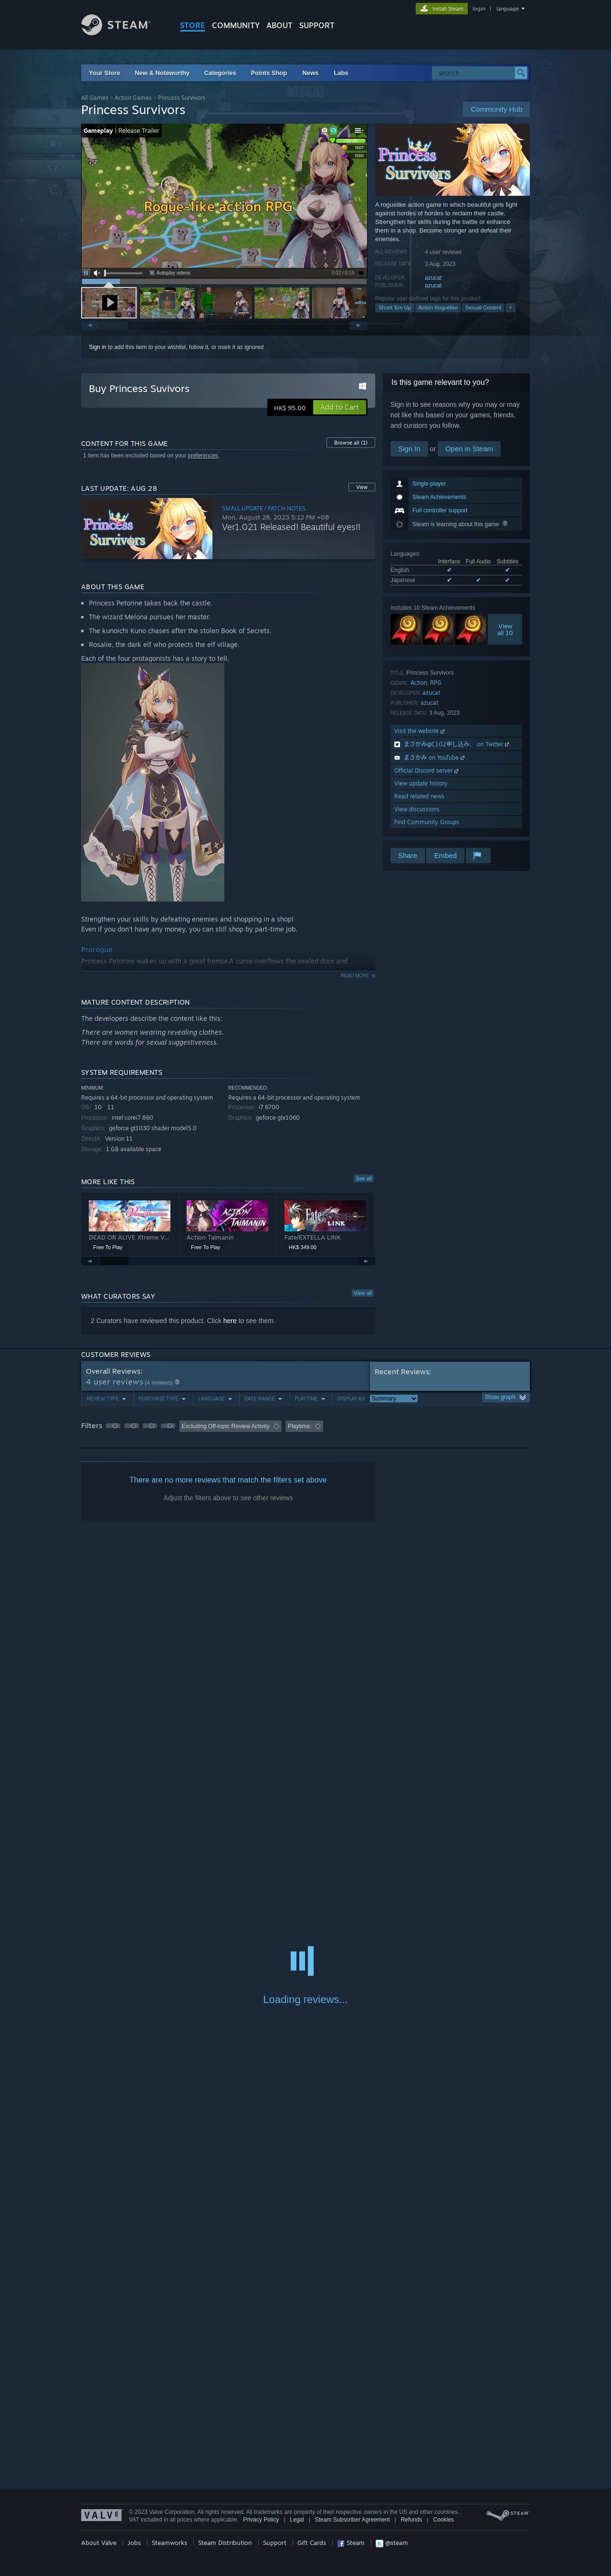 Install Steam
login | language
STEAM
STORE COMMUNITY ABOUT SUPPORT
Your Store New & Noteworthy Categories Points Shop News Labs
search
All Games > Action Games > Princess Survivors
Princess Survivors
Community Hub
Gameplay | Release Trailer
Rogue-like action RPG
Autoplay videos
0:02 / 0:15
Princess Survivors
A roguelike action game in which beautiful girls fight
against hordes of hordes to reclaim their castle.
Strengthen her skills during the battle or enhance
them in a shop. Become stronger and defeat their
enemies.
ALL REVIEWS: 4 user reviews
RELEASE DATE: 3 Aug, 2023
DEVELOPER: azucat
PUBLISHER: azucat
Popular user-defined tags for this product:
Shoot 'Em Up Action Roguelike Sexual Content +
Sign in to add this item to your wishlist, follow it, or mark it as ignored
Buy Princess Suvivors
HK$ 95.00 Add to Cart
CONTENT FOR THIS GAME
Browse all (1)
1 item has been excluded based on your preferences.
LAST UPDATE: AUG 28
View
Princess Survivors
SMALL UPDATE / PATCH NOTES
Mon, August 28, 2023 5:12 PM +08
Ver1.021 Released! Beautiful eyes!!
ABOUT THIS GAME
Princess Petorine takes back the castle.
The wizard Melona pursues her master.
The kunoichi Kuno chases after the stolen Book of Secrets.
Rosalie, the dark elf who protects the elf village.
Each of the four protagonists has a story to tell.
Strengthen your skills by defeating enemies and shopping in a shop!
Even if you don't have any money, you can still shop by part-time job.
Prorogue
Princess Petorine wakes up with a great tremor.A curse overflows the sealed door and
READ MORE
MATURE CONTENT DESCRIPTION
The developers describe the content like this:
There are women wearing revealing clothes.
There are words for sexual suggestiveness.
SYSTEM REQUIREMENTS
MINIMUM:
Requires a 64-bit processor and operating system
OS: 10 11
Processor: intel corei7 860
Graphics: geforce gt1030 shader model5.0
DirectX: Version 11
Storage: 1 GB available space
RECOMMENDED:
Requires a 64-bit processor and operating system
Processor: i7 6700
Graphics: geforce gtx1060
MORE LIKE THIS
See all
DEAD OR ALIVE Xtreme V...
Free To Play
ACTION TAIMANIN
Action Taimanin
Free To Play
Fate/EXTELLA LINK
Fate/EXTELLA LINK
HK$ 349.00
WHAT CURATORS SAY
View all
2 Curators have reviewed this product. Click here to see them.
Is this game relevant to you?
Sign in to see reasons why you may or may
not like this based on your games, friends,
and curators you follow.
Sign In or Open in Steam
Single-player
Steam Achievements
Full controller support
Steam is learning about this game ?
Languages:
Interface Full Audio Subtitles
English ✔ ✔
Japanese ✔ ✔ ✔
Includes 10 Steam Achievements
View
all 10
TITLE: Princess Survivors
GENRE: Action, RPG
DEVELOPER: azucat
PUBLISHER: azucat
RELEASE DATE: 3 Aug, 2023
Visit the website
まさかみ@C102申し込み、 on Twitter
まさかみ on YouTube
Official Discord server
View update history
Read related news
View discussions
Find Community Groups
Share Embed
CUSTOMER REVIEWS
Overall Reviews:
4 user reviews (4 reviews) ?
Recent Reviews:
REVIEW TYPE PURCHASE TYPE LANGUAGE DATE RANGE PLAYTIME DISPLAY AS: Summary
Show graph
Filters Excluding Off-topic Review Activity Playtime:
There are no more reviews that match the filters set above
Adjust the filters above to see other reviews
Loading reviews...
VALVE
© 2023 Valve Corporation. All rights reserved. All trademarks are property of their respective owners in the US and other countries.
VAT included in all prices where applicable. Privacy Policy | Legal | Steam Subscriber Agreement | Refunds | Cookies
STEAM
About Valve | Jobs | Steamworks | Steam Distribution | Support | Gift Cards | Steam | @steam